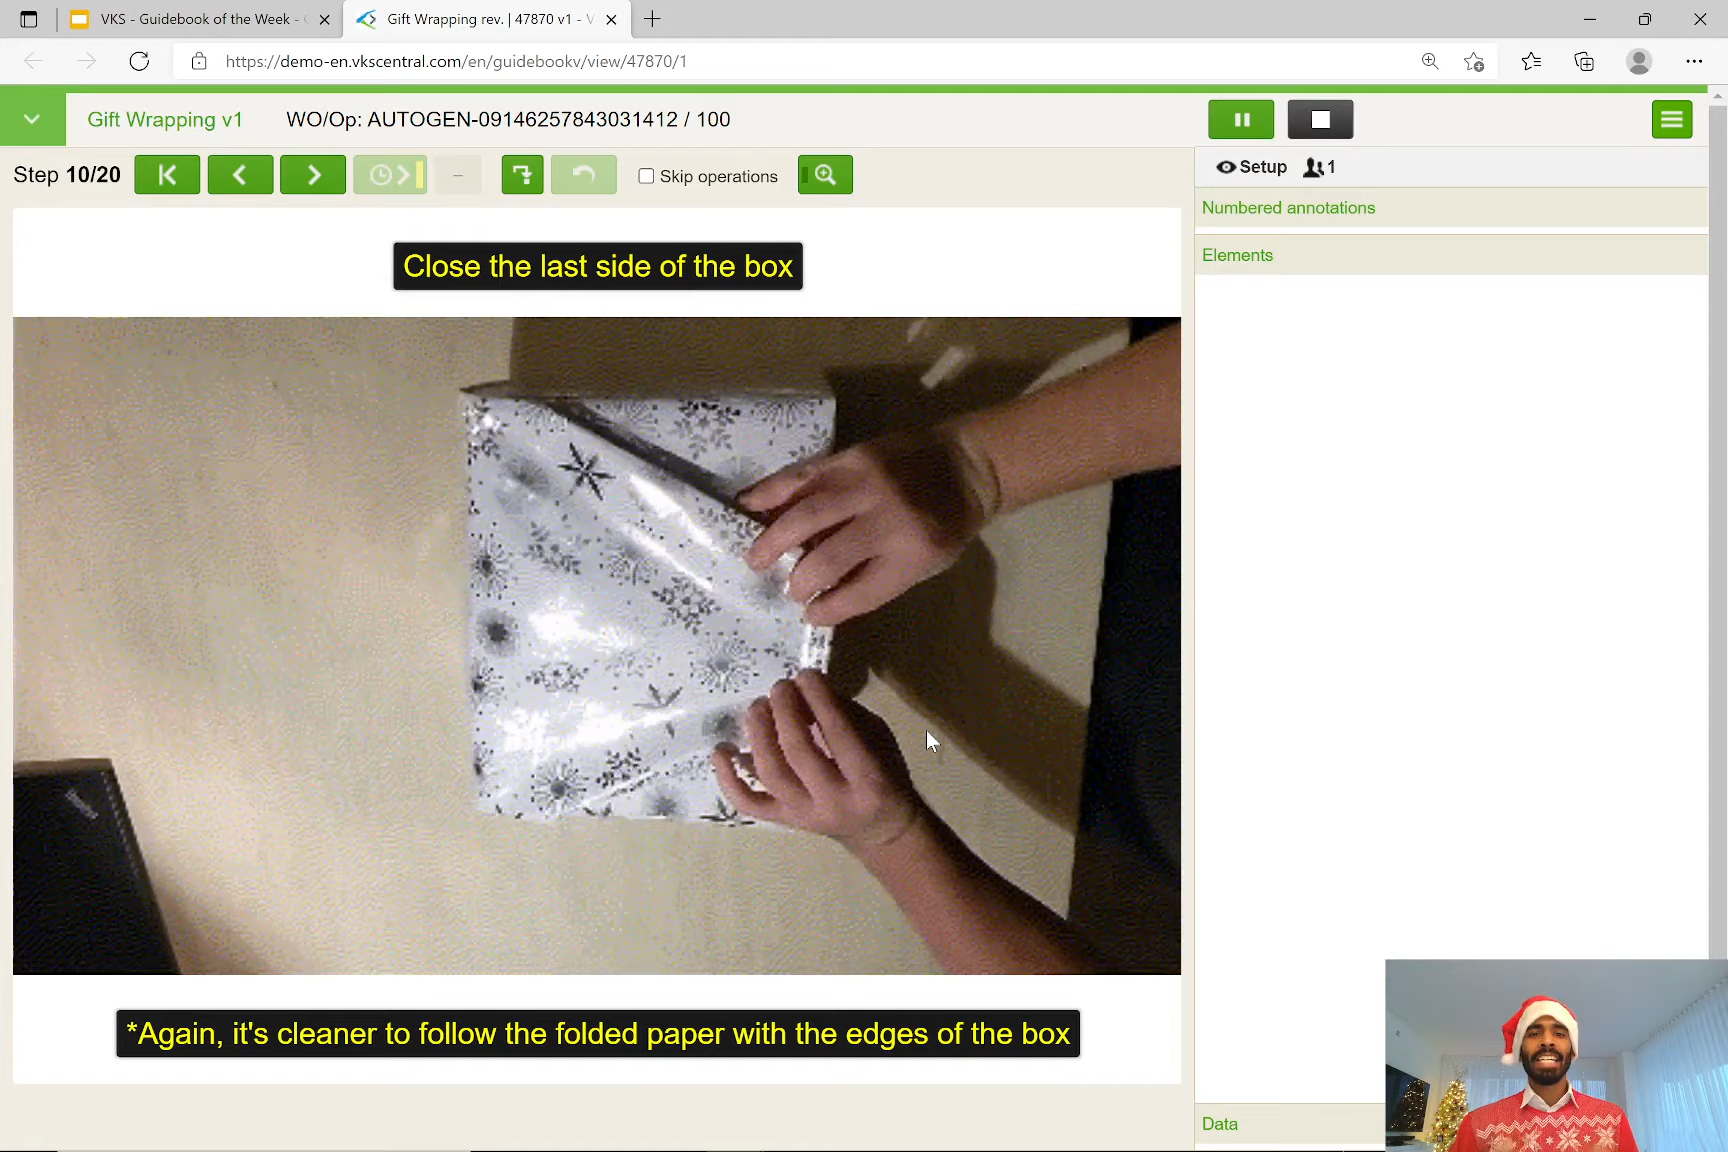 VKS - Guidebook of the Week -
Gift Wrapping rev. | 47870 v1 - V
https://demo-en.vkscentral.com/en/guidebookv/view/47870/1
Gift Wrapping v1
WO/Op: AUTOGEN-09146257843031412 / 100
Step 10/20
Skip operations
Setup 1
Numbered annotations
Elements
Close the last side of the box
*Again, it's cleaner to follow the folded paper with the edges of the box
Data